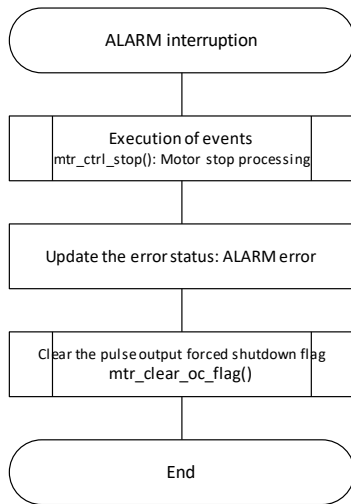 ALARM interruption
Execution of events
mtr_ctrl_stop(): Motor stop processing
Update the error status: ALARM error
Clear the pulse output forced shutdown flag
mtr_clear_oc_flag()
End